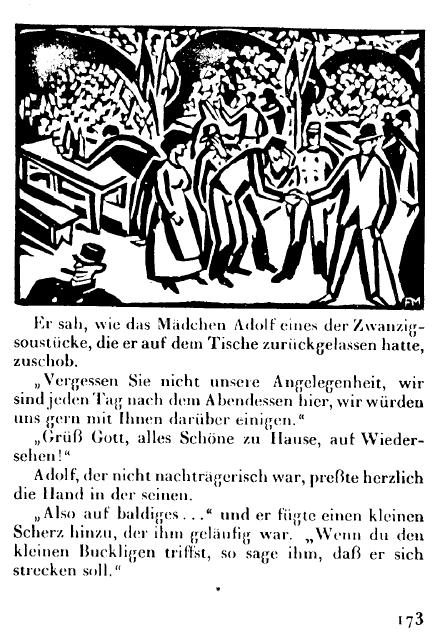 FM
Er sah, wie das Mädchen Adolf eines der Zwanzig-
soustücke, die er auf dem Tische zurückgelassen hatte,
zuschob.
„Vergessen Sie nicht unsere Angelegenheit, wir
sind jeden Tag nach dem Abendessen hier, wir würden
uns gern mit Ihnen darüber einigen.“
„Grüß Gott, alles Schöne zu Hause, auf Wieder-
sehen!“
Adolf, der nicht nachträgerisch war, preßte herzlich
die Hand in der seinen.
„Also auf baldiges...“ und er fügte einen kleinen
Scherz hinzu, der ihm geläufig war. „Wenn du den
kleinen Buckligen triffst, so sage ihm, daß er sich
strecken soll.“
173